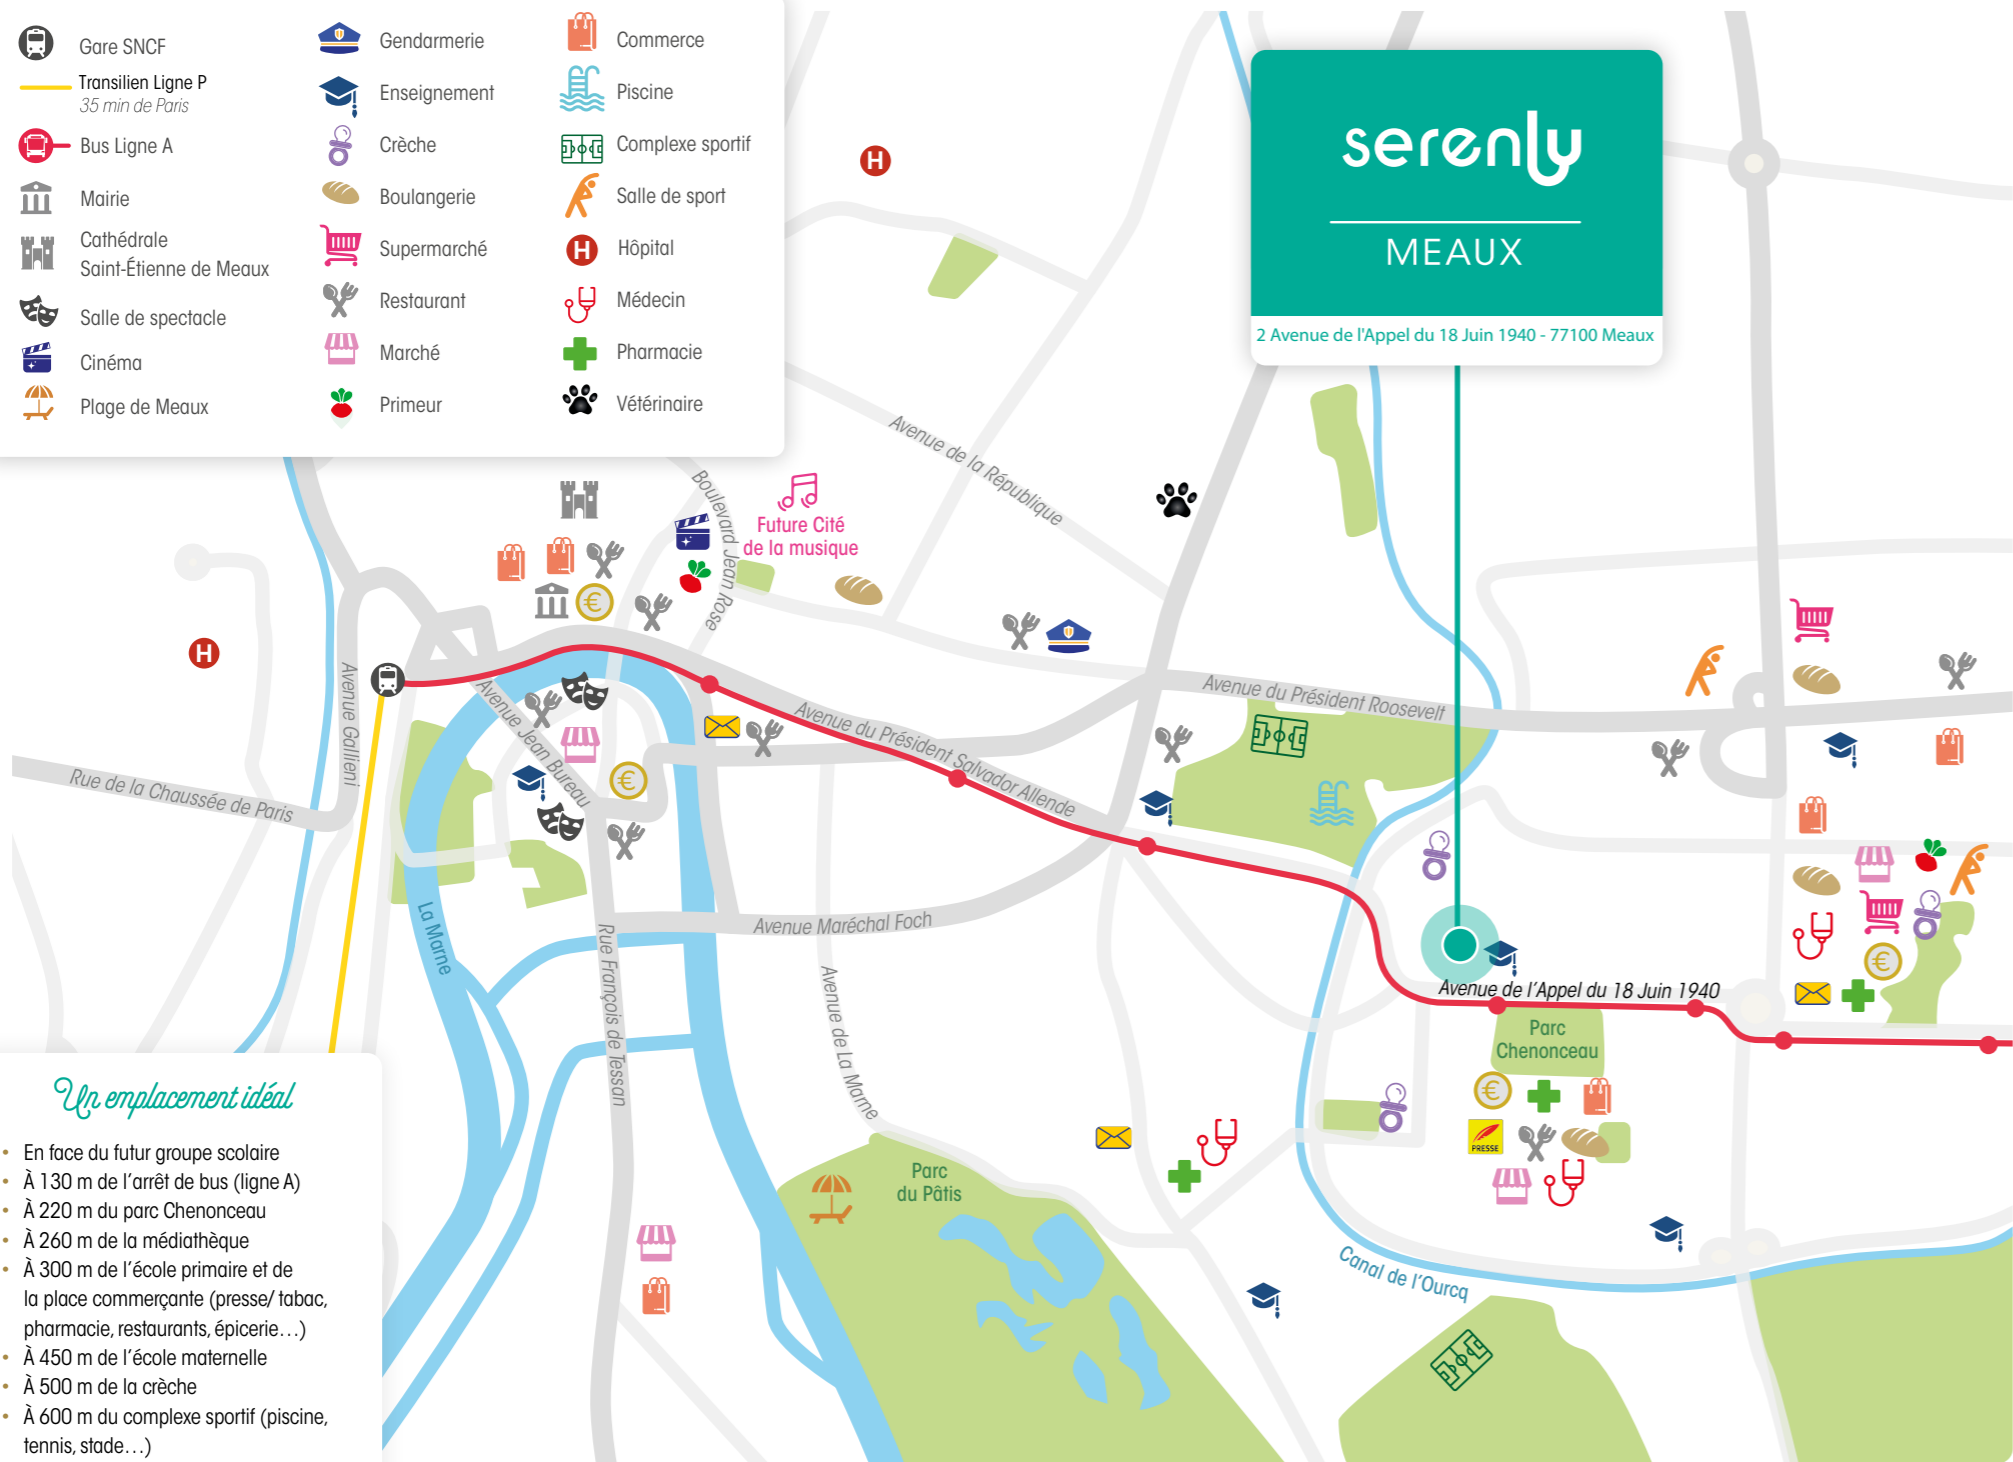 Gare SNCF
Transilien Ligne P
35 min de Paris
Bus Ligne A
Mairie
Cathédrale
Saint-Étienne de Meaux
Salle de spectacle
Cinéma
Plage de Meaux
Gendarmerie
Enseignement
Crèche
Boulangerie
Supermarché
Restaurant
Marché
Primeur
Commerce
Piscine
Complexe sportif
Salle de sport
H
Hôpital
Médecin
Pharmacie
Vétérinaire
H
serenly
MEAUX
2 Avenue de l'Appel du 18 Juin 1940 - 77100 Meaux
Avenue de la République
Boulevard Jean Rose
Future Cité
de la musique
€
H
Avenue Gallieni
Avenue Jean Bureau
€
Rue de la Chaussée de Paris
Avenue du Président Salvador Allende
Avenue du Président Roosevelt
La Marne
Rue François de Tessan
Avenue Maréchal Foch
Avenue de La Marne
Avenue de l'Appel du 18 Juin 1940
€
Parc
Chenonceau
€
PRESSE
Parc
du Pâtis
Canal de l'Ourcq
Un emplacement idéal
• En face du futur groupe scolaire
• À 130 m de l'arrêt de bus (ligne A)
• À 220 m du parc Chenonceau
• À 260 m de la médiathèque
• À 300 m de l'école primaire et de
la place commerçante (presse/ tabac,
pharmacie, restaurants, épicerie…)
• À 450 m de l'école maternelle
• À 500 m de la crèche
• À 600 m du complexe sportif (piscine,
tennis, stade…)